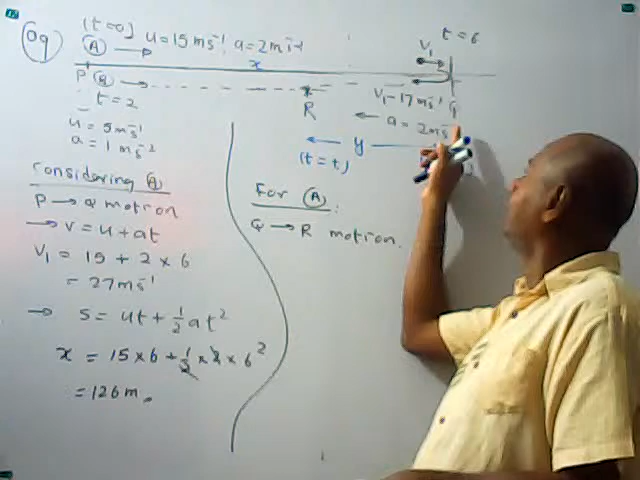 09
(t=0)
A → u = 15 ms⁻¹ a = 2 ms⁻²
x
V₁
t = 6
P B →
t = 2
u = 5 ms⁻¹
a = 1 ms⁻²
R
V₁ - 17 ms⁻¹ Q
← a = 2 ms⁻
← y
(t = t)
Considering A
P → Q motion
→ V = u + at
V₁ = 15 + 2 × 6
= 27 ms⁻¹
→ S = ut + ½ at²
x = 15 × 6 + ½ × 2 × 6²
= 126 m
For A :
Q → R motion.